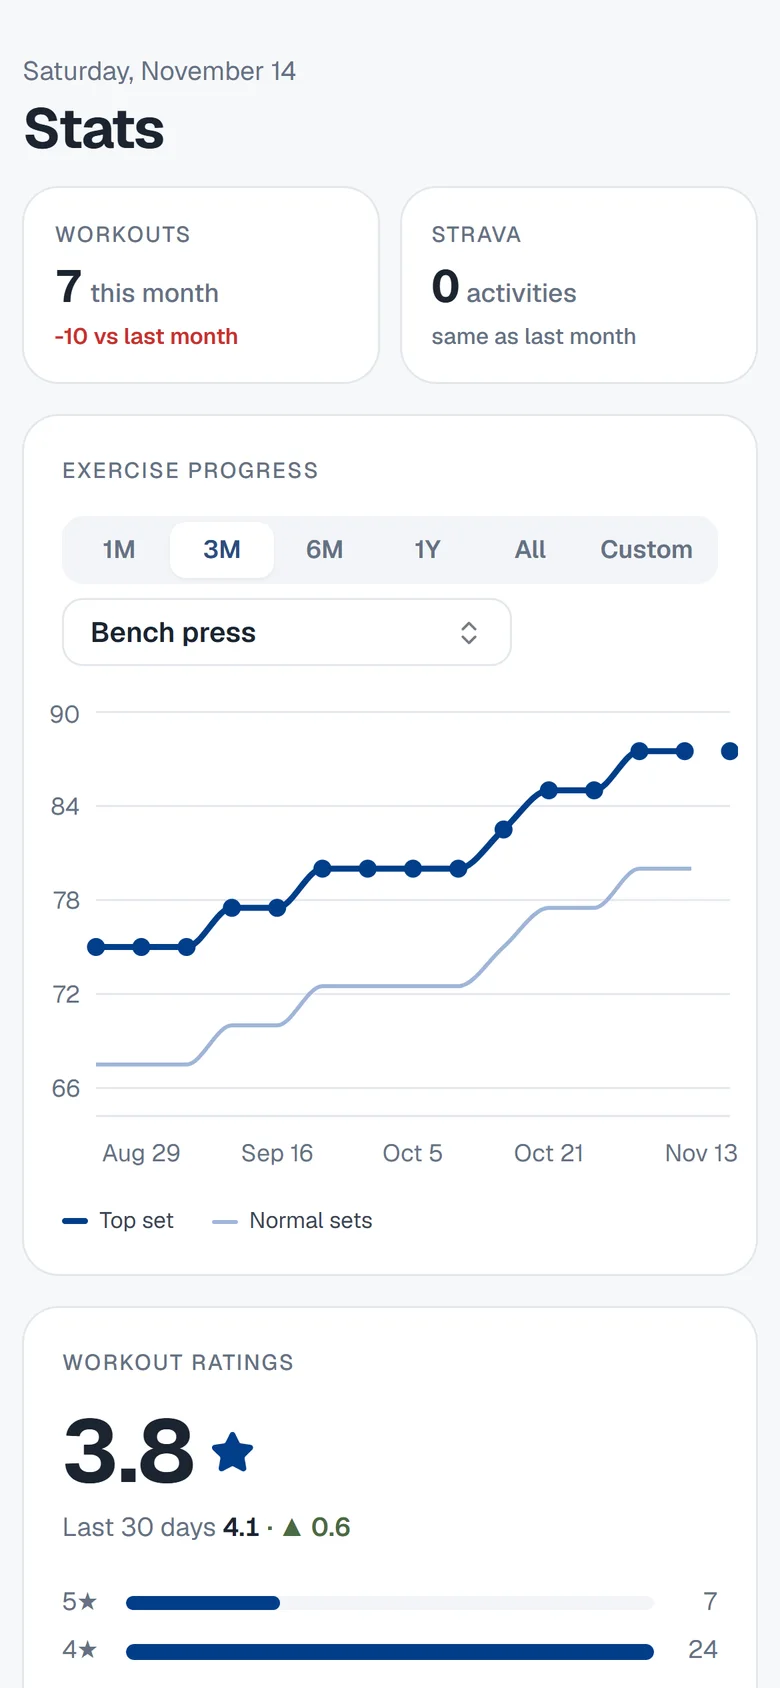 Saturday, November 14
Stats
WORKOUTS
7 this month
-10 vs last month
STRAVA
0 activities
same as last month
EXERCISE PROGRESS
1M 3M 6M 1Y All Custom
Bench press
90
84
78
72
66
Aug 29 Sep 16 Oct 5 Oct 21 Nov 13
Top set Normal sets
WORKOUT RATINGS
3.8 ★
Last 30 days 4.1 · ▲ 0.6
5★ 7
4★ 24